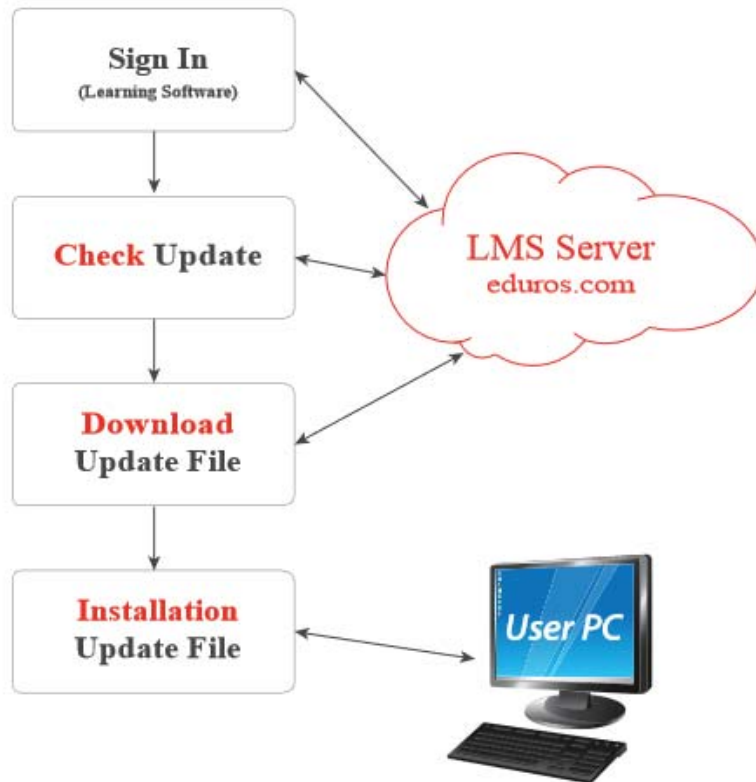 Sign In
(Learning Software)
Check Update
LMS Server
eduros.com
Download
Update File
Installation
Update File
User PC